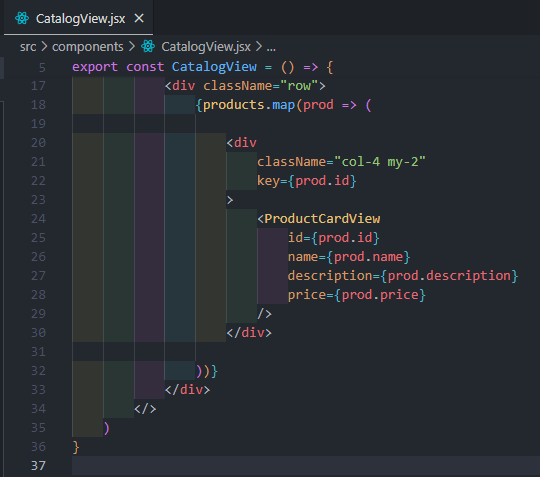 CatalogView.jsx ×
src > components > CatalogView.jsx > ...
5 export const CatalogView = () => {
17 <div className="row">
18 {products.map(prod => (
19
20 <div
21 className="col-4 my-2"
22 key={prod.id}
23 >
24 <ProductCardView
25 id={prod.id}
26 name={prod.name}
27 description={prod.description}
28 price={prod.price}
29 />
30 </div>
31
32 ))}
33 </div>
34 </>
35 )
36 }
37